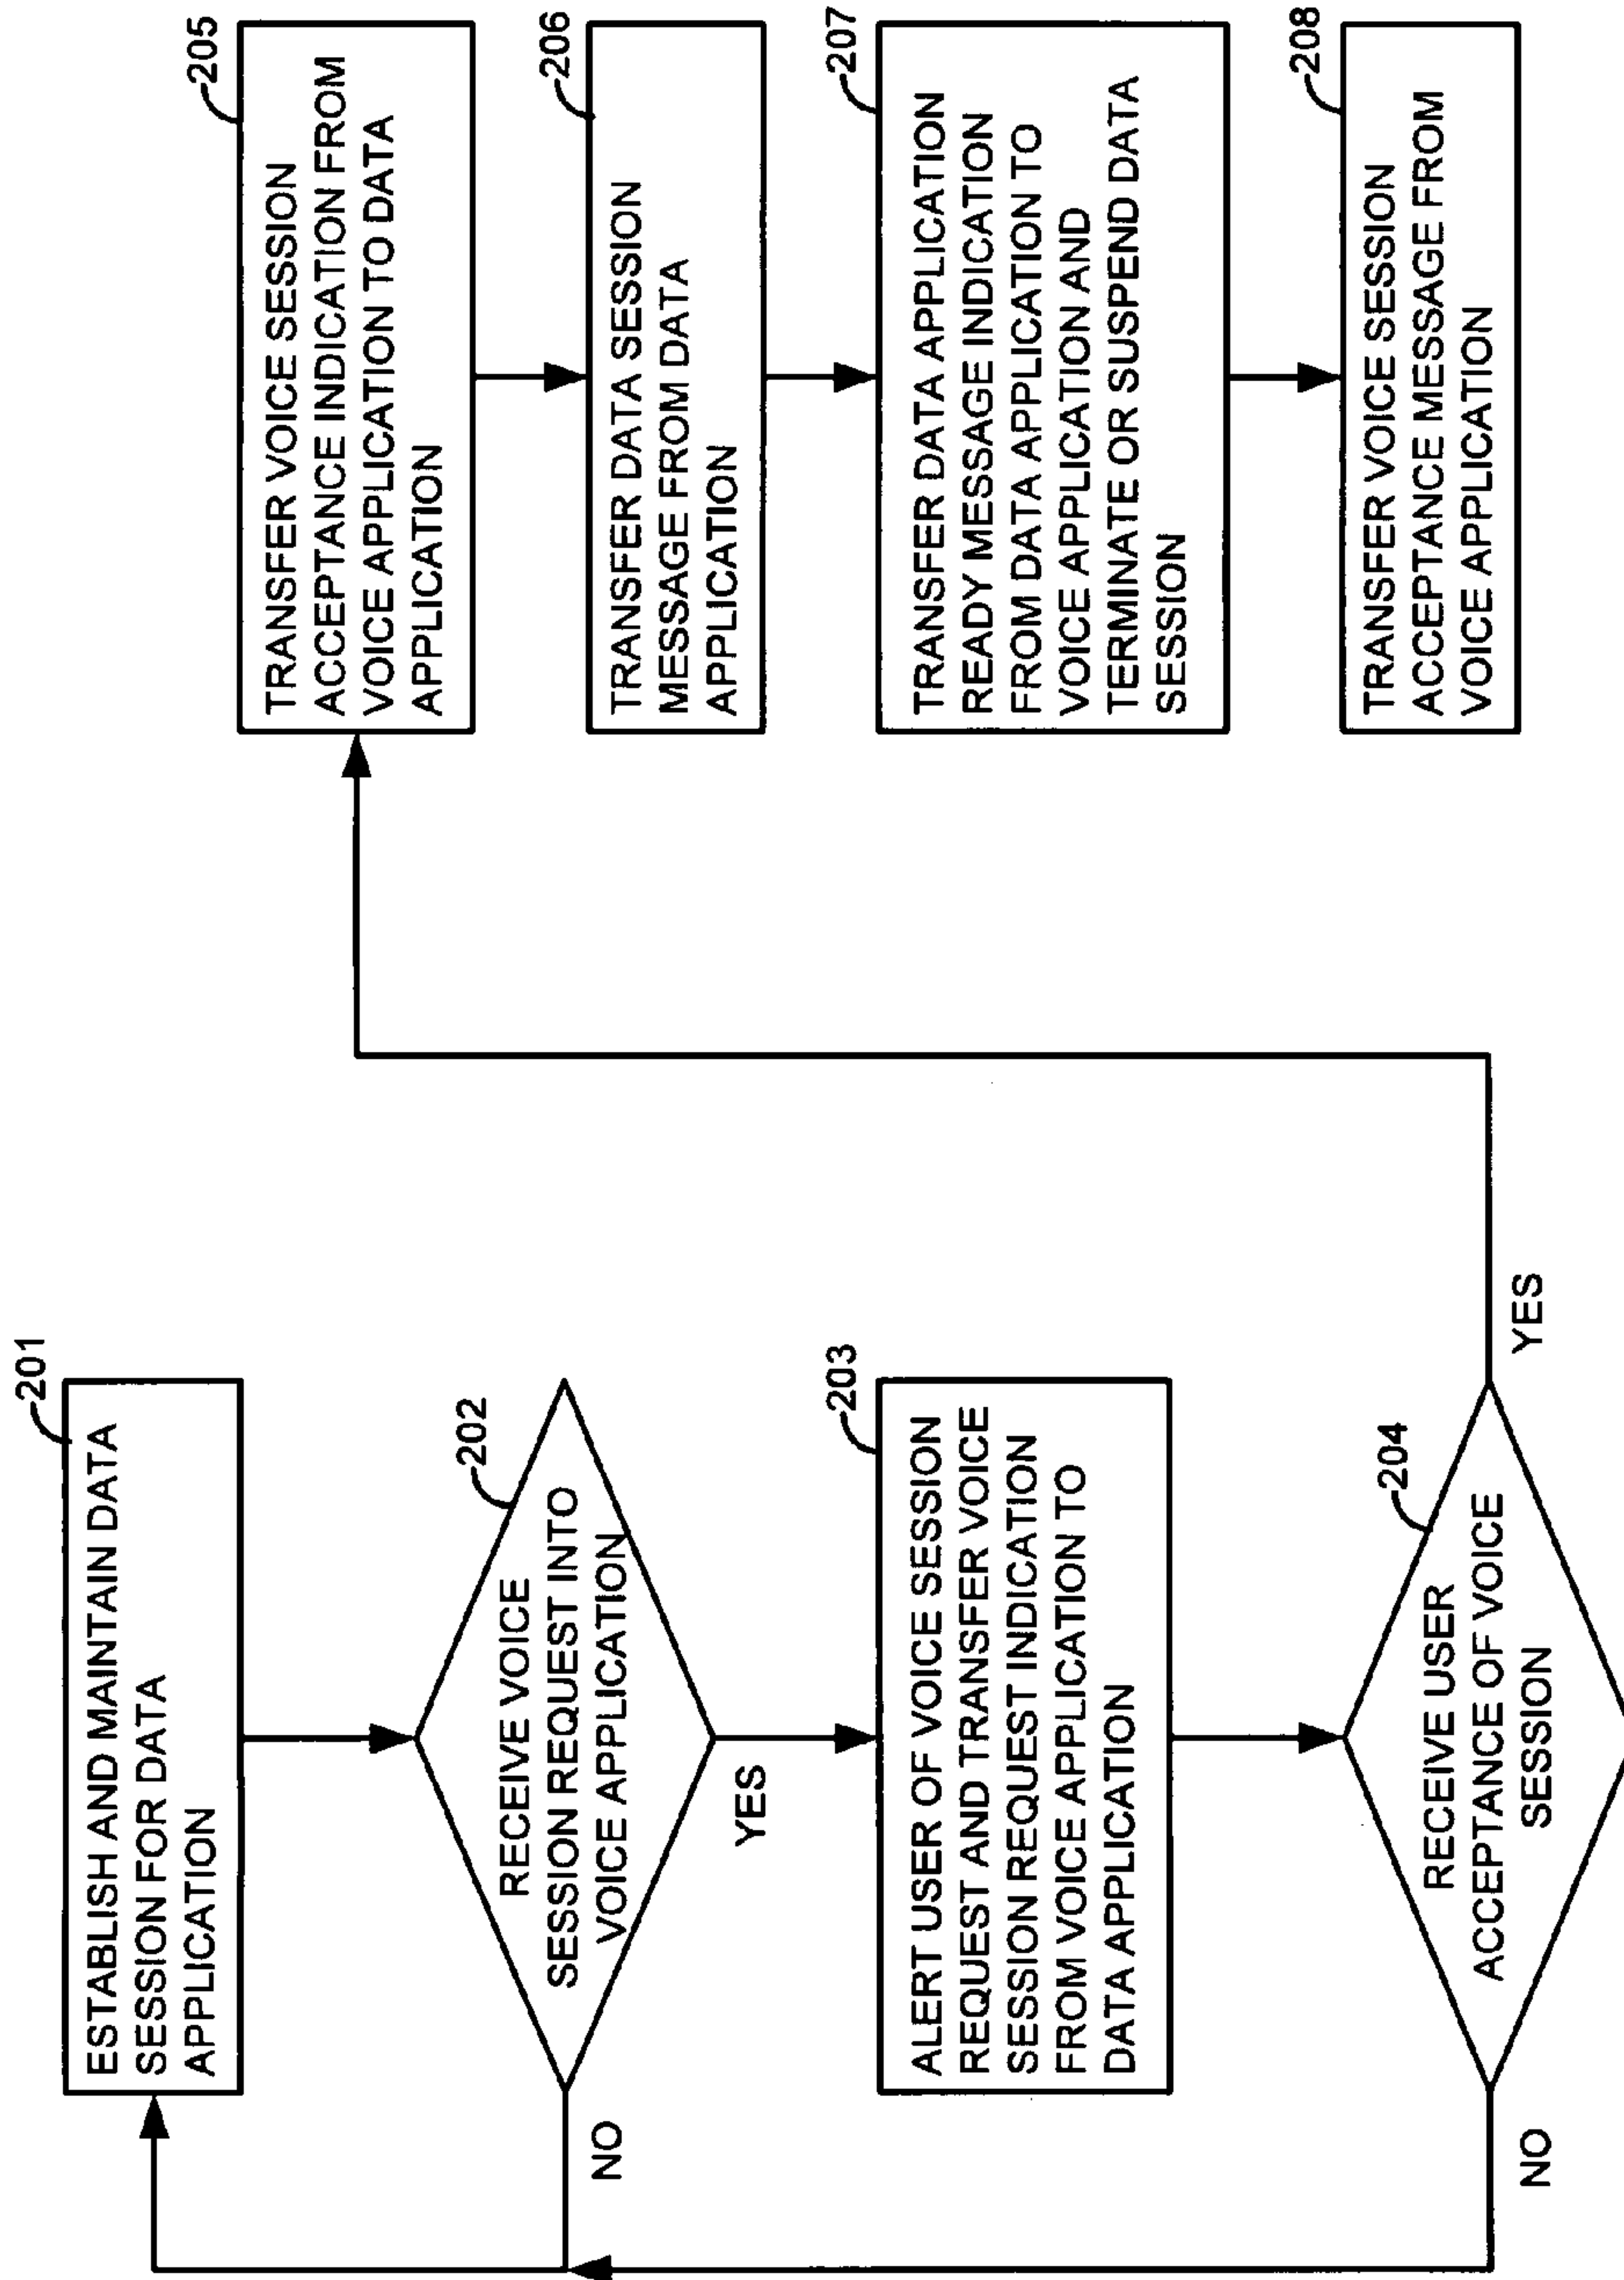 201
ESTABLISH AND MAINTAIN DATA
SESSION FOR DATA
APPLICATION
202
RECEIVE VOICE
SESSION REQUEST INTO
VOICE APPLICATION
NO
YES
203
ALERT USER OF VOICE SESSION
REQUEST AND TRANSFER VOICE
SESSION REQUEST INDICATION
FROM VOICE APPLICATION TO
DATA APPLICATION
204
RECEIVE USER
ACCEPTANCE OF VOICE
SESSION
NO
YES
205
TRANSFER VOICE SESSION
ACCEPTANCE INDICATION FROM
VOICE APPLICATION TO DATA
APPLICATION
206
TRANSFER DATA SESSION
MESSAGE FROM DATA
APPLICATION
207
TRANSFER DATA APPLICATION
READY MESSAGE INDICATION
FROM DATA APPLICATION TO
VOICE APPLICATION AND
TERMINATE OR SUSPEND DATA
SESSION
208
TRANSFER VOICE SESSION
ACCEPTANCE MESSAGE FROM
VOICE APPLICATION